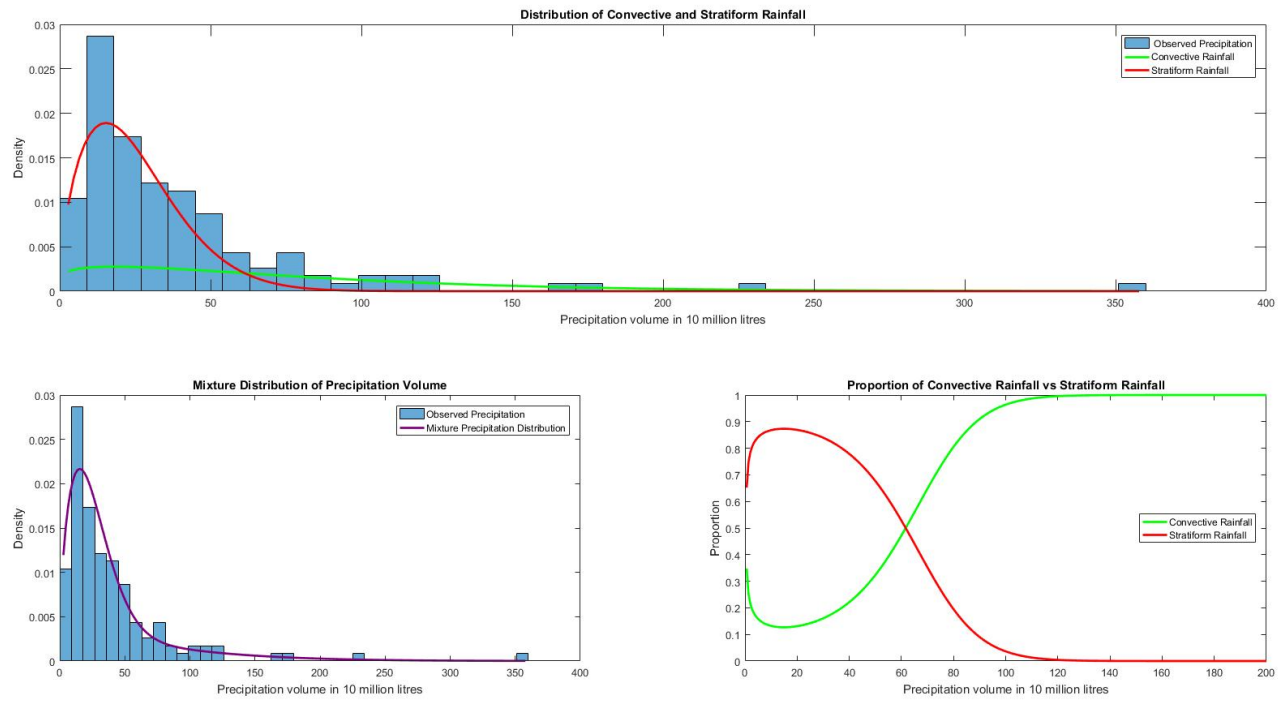 Distribution of Convective and Stratiform Rainfall
0.03
0.025
0.02
0.015
0.01
0.005
0
Density
Observed Precipitation
Convective Rainfall
Stratiform Rainfall
0 50 100 150 200 250 300 350 400
Precipitation volume in 10 million litres
Mixture Distribution of Precipitation Volume
0.03
0.025
0.02
0.015
0.01
0.005
0
Density
Observed Precipitation
Mixture Precipitation Distribution
0 50 100 150 200 250 300 350 400
Precipitation volume in 10 million litres
Proportion of Convective Rainfall vs Stratiform Rainfall
1
0.9
0.8
0.7
0.6
0.5
0.4
0.3
0.2
0.1
0
Proportion
Convective Rainfall
Stratiform Rainfall
0 20 40 60 80 100 120 140 160 180 200
Precipitation volume in 10 million litres